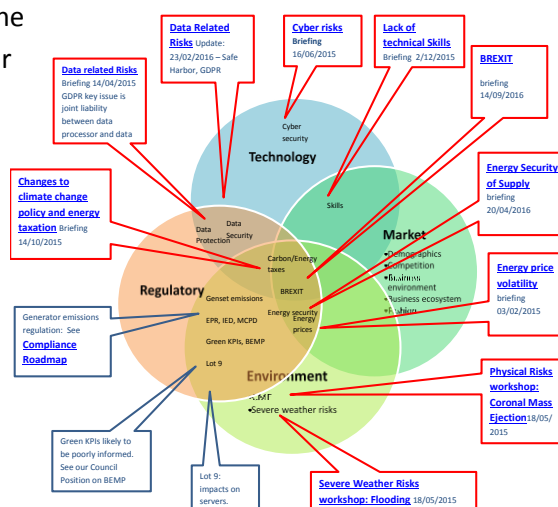 he
r
Data Related
Risks Update:
23/02/2016 – Safe
Harbor, GDPR
Cyber risks
Briefing
16/06/2015
Lack of
technical Skills
Briefing 2/12/2015
BREXIT
briefing
14/09/2016
Data related Risks
Briefing 14/04/2015
GDPR key issue is
joint liability
between data
processor and data
Changes to
climate change
policy and energy
taxation Briefing
14/10/2015
Energy Security
of Supply
briefing
20/04/2016
Energy price
volatility
briefing
03/02/2015
Cyber
security
Technology
Skills
Market
•Demographics
•Competition
•Business
environment
•Business ecosystem
•Fashion
Data
Protection
Data
Security
Carbon/Energy
taxes
BREXIT
Energy security
Energy
prices
Regulatory
Genset emissions
EPR, IED, MCPD
Green KPIs, BEMP
Lot 9
Environment
•Severe weather risks
Generator emissions
regulation: See
Compliance
Roadmap
Green KPIs likely to
be poorly informed.
See our Council
Position on BEMP
Lot 9:
impacts on
servers.
Physical Risks
workshop:
Coronal Mass
Ejection18/05/
2015
Severe Weather Risks
workshop: Flooding 18/05/2015